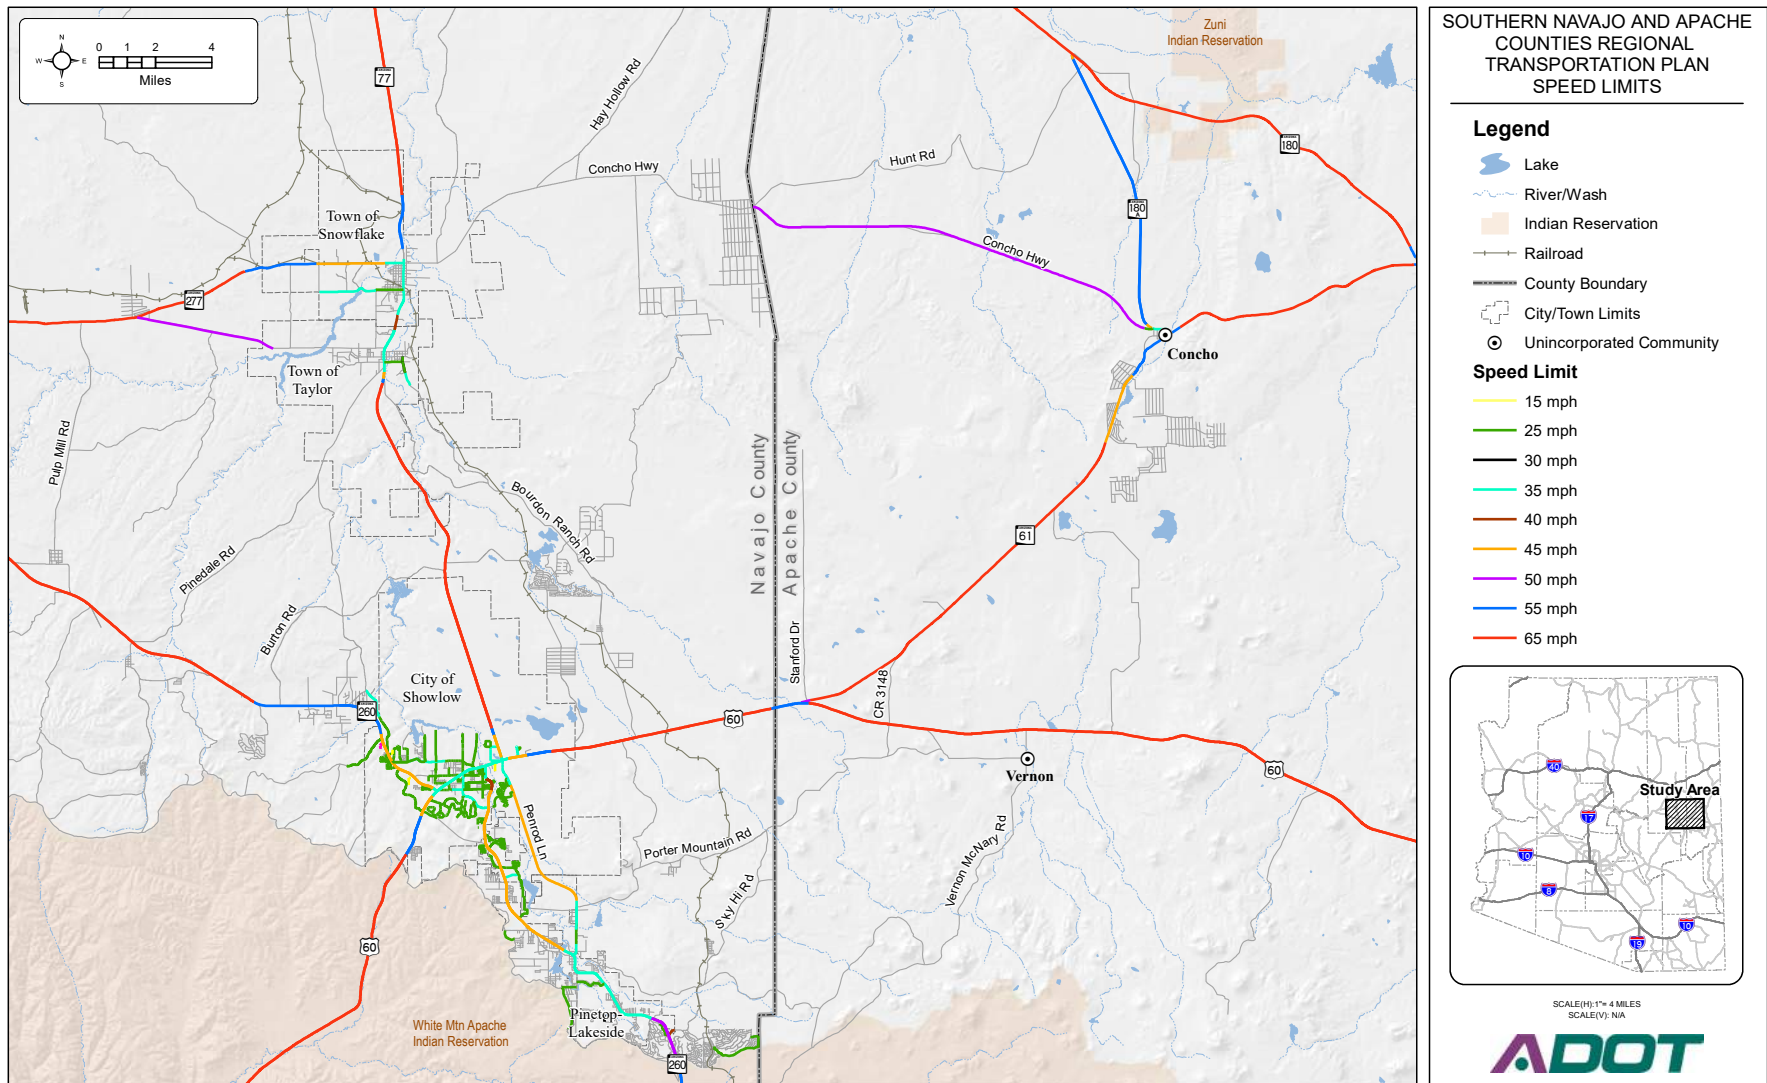 N
W E
S
0 1 2 4
Miles
77
Hay Hollow Rd
Zuni
Indian Reservation
180
Concho Hwy
Hunt Rd
180
A
Town of
Snowflake
Concho Hwy
277
Concho
Town of
Taylor
Pulp Mill Rd
Navajo County
Apache County
Bourdon Ranch Rd
61
Pinedale Rd
Burton Rd
Stanford Dr
City of
Showlow
CR 3148
260
60
Vernon
60
Penrod Ln
Porter Mountain Rd
Vernon McNary Rd
Sky Hi Rd
60
White Mtn Apache
Indian Reservation
Pinetop-
Lakeside
260
SOUTHERN NAVAJO AND APACHE
COUNTIES REGIONAL
TRANSPORTATION PLAN
SPEED LIMITS
Legend
Lake
River/Wash
Indian Reservation
Railroad
County Boundary
City/Town Limits
Unincorporated Community
Speed Limit
15 mph
25 mph
30 mph
35 mph
40 mph
45 mph
50 mph
55 mph
65 mph
40
Study Area
17
10
8
10
19
SCALE(H):1"= 4 MILES
SCALE(V): N/A
ADOT